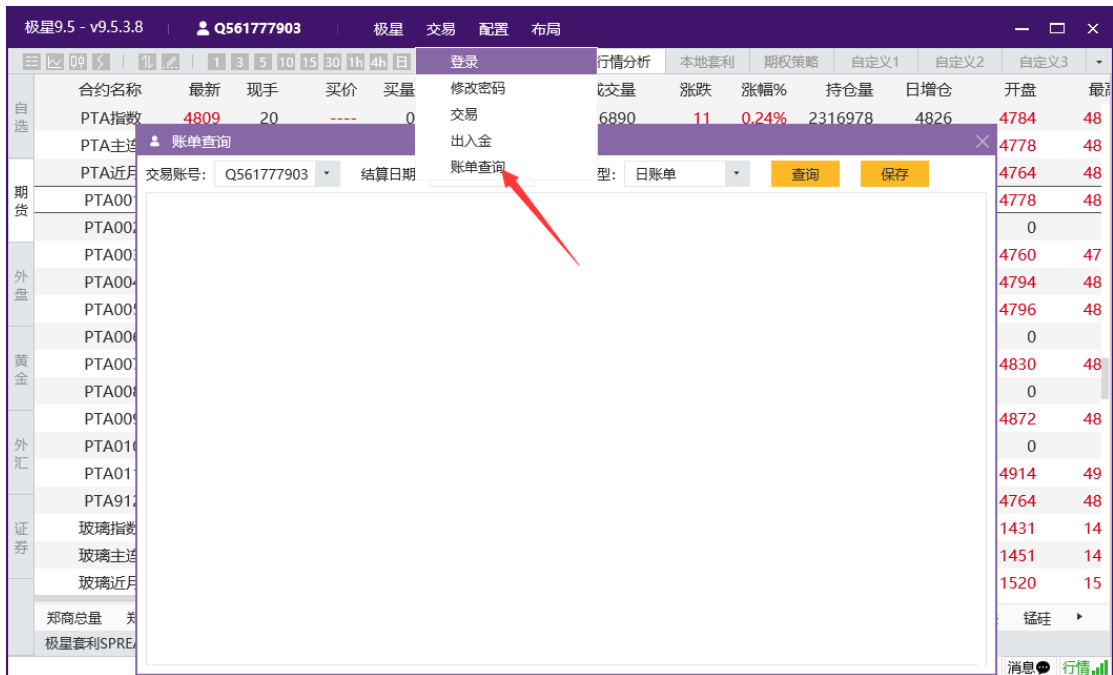 极星9.5 - v9.5.3.8 Q561777903 极星 交易 配置 布局
1 3 5 10 15 30 1h 4h 日 登录 行情分析 本地套利 期权策略 自定义1 自定义2 自定义3
合约名称 最新 现手 买价 买量 修改密码 成交量 涨跌 涨幅% 持仓量 日增仓 开盘 最高
自选
PTA指数 4809 20 ---- 0 交易 6890 11 0.24% 2316978 4826 4784 48
出入金
PTA主连 账单查询 4778 48
账单查询
PTA近月 交易账号: Q561777903 结算日期 型: 日账单 查询 保存 4764 48
期货
PTA001 4778 48
PTA002 0
PTA003 4760 47
外盘
PTA004 4794 48
PTA005 4796 48
PTA006 0
黄金
PTA007 4830 48
PTA008 0
PTA009 4872 48
外汇
PTA010 0
PTA011 4914 49
PTA912 4764 48
证券
玻璃指数 1431 14
玻璃主连 1451 14
玻璃近月 1520 15
郑商总量 锰硅
极星套利SPREA
消息 行情